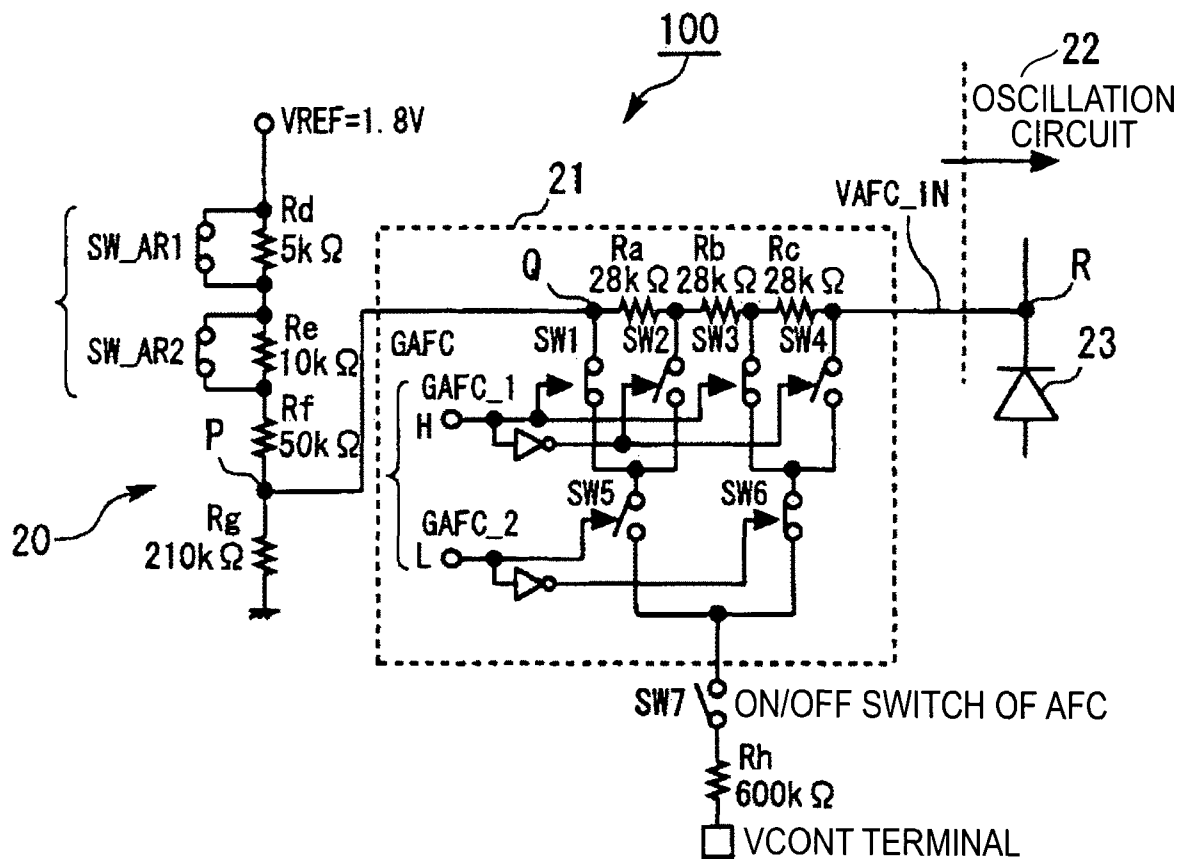 100
22
OSCILLATION
CIRCUIT
VREF=1.8V
21
VAFC_IN
SW_AR1
Rd
5kΩ
Q
Ra
28kΩ
Rb
28kΩ
Rc
28kΩ
R
SW_AR2
Re
10kΩ
GAFC
SW1
SW2
SW3
SW4
23
GAFC_1
H
Rf
50kΩ
P
SW5
SW6
20
Rg
210kΩ
GAFC_2
L
SW7
ON/OFF SWITCH OF AFC
Rh
600kΩ
VCONT TERMINAL